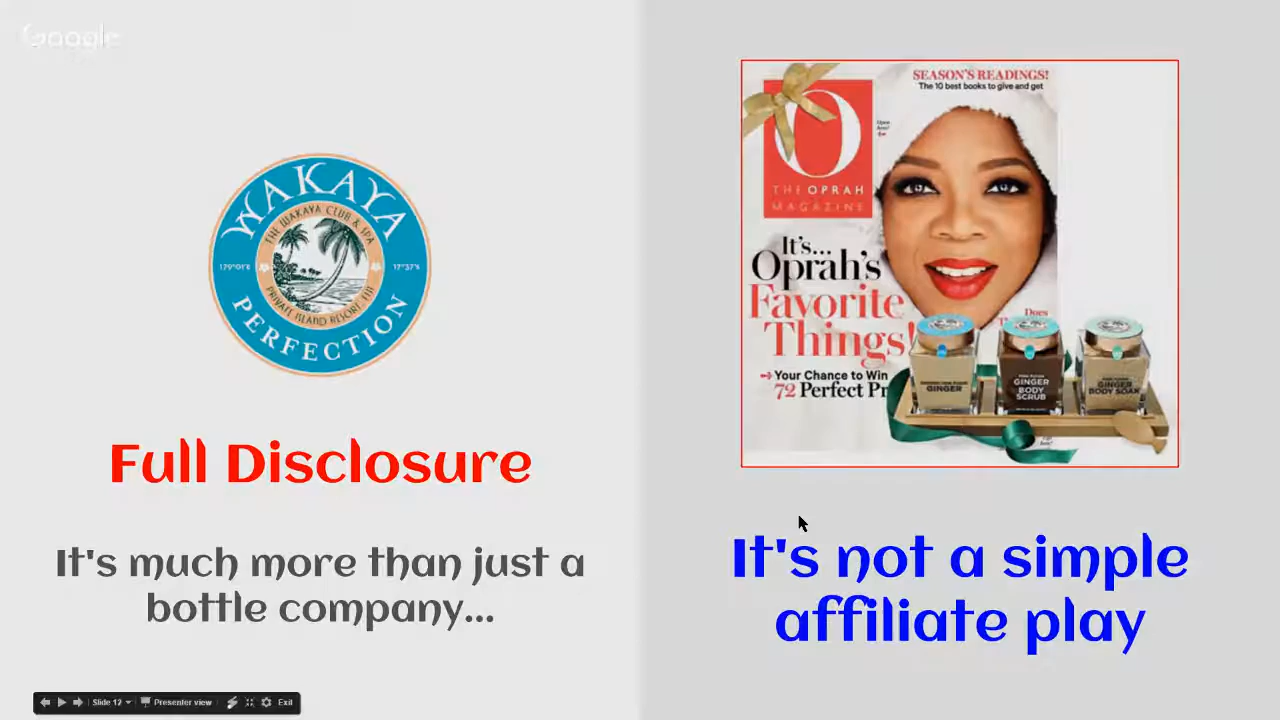 Google
WAKAYA
THE WAKAYA CLUB & SPA
179°01'E
17°37'S
PRIVATE ISLAND RESORT FIJI
PERFECTION
Full Disclosure
It's much more than just a
bottle company...
SEASON'S READINGS!
The 10 best books to give and get
O
THE OPRAH
MAGAZINE
It's...
Oprah's
Favorite
Things!
Your Chance to Win
72 Perfect Pr
Does
GINGER
GINGER
BODY
SCRUB
GINGER
BODY SOAK
It's not a simple
affiliate play
Slide 12
Presenter view
Exit